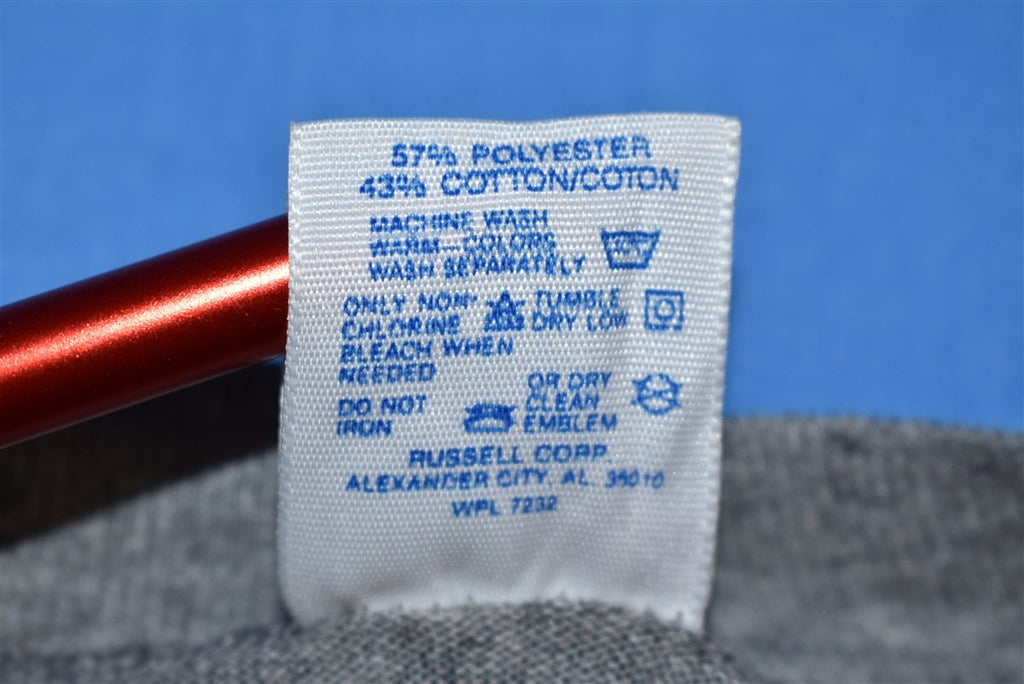 57% POLYESTER
43% COTTON/COTON
MACHINE WASH
WARM-COLORS
WASH SEPARATELY
ONLY NON-
CHLORINE
BLEACH WHEN
NEEDED
TUMBLE
DRY LOW
DO NOT
IRON
OR DRY
CLEAN
EMBLEM
RUSSELL CORP
ALEXANDER CITY, AL. 35010
WPL 7232